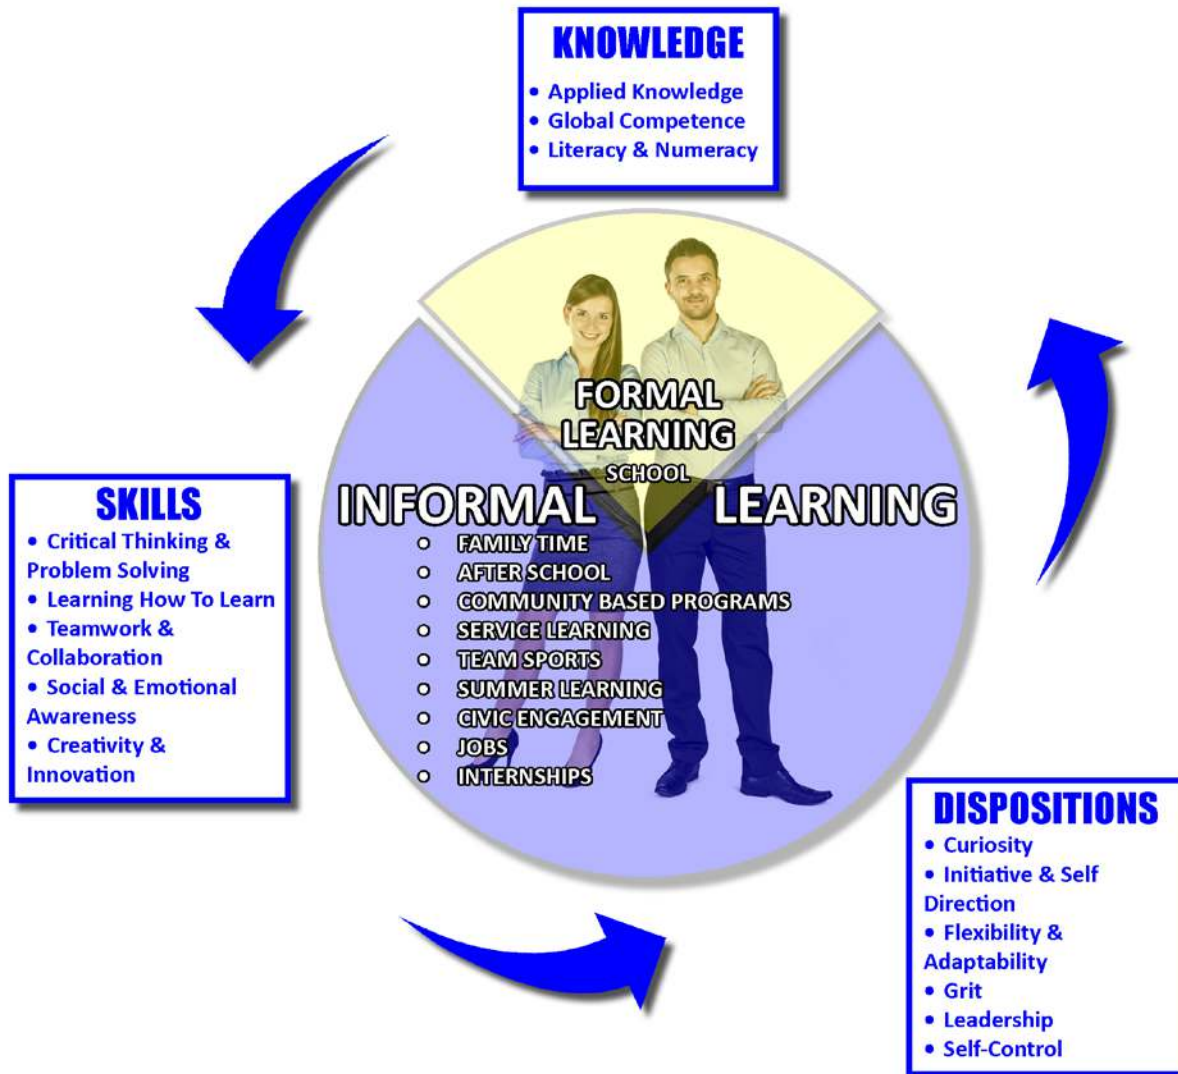 KNOWLEDGE
• Applied Knowledge
• Global Competence
• Literacy & Numeracy
FORMAL
LEARNING
SCHOOL
INFORMAL LEARNING
○ FAMILY TIME
○ AFTER SCHOOL
○ COMMUNITY BASED PROGRAMS
○ SERVICE LEARNING
○ TEAM SPORTS
○ SUMMER LEARNING
○ CIVIC ENGAGEMENT
○ JOBS
○ INTERNSHIPS
SKILLS
• Critical Thinking &
Problem Solving
• Learning How To Learn
• Teamwork &
Collaboration
• Social & Emotional
Awareness
• Creativity &
Innovation
DISPOSITIONS
• Curiosity
• Initiative & Self
Direction
• Flexibility &
Adaptability
• Grit
• Leadership
• Self-Control